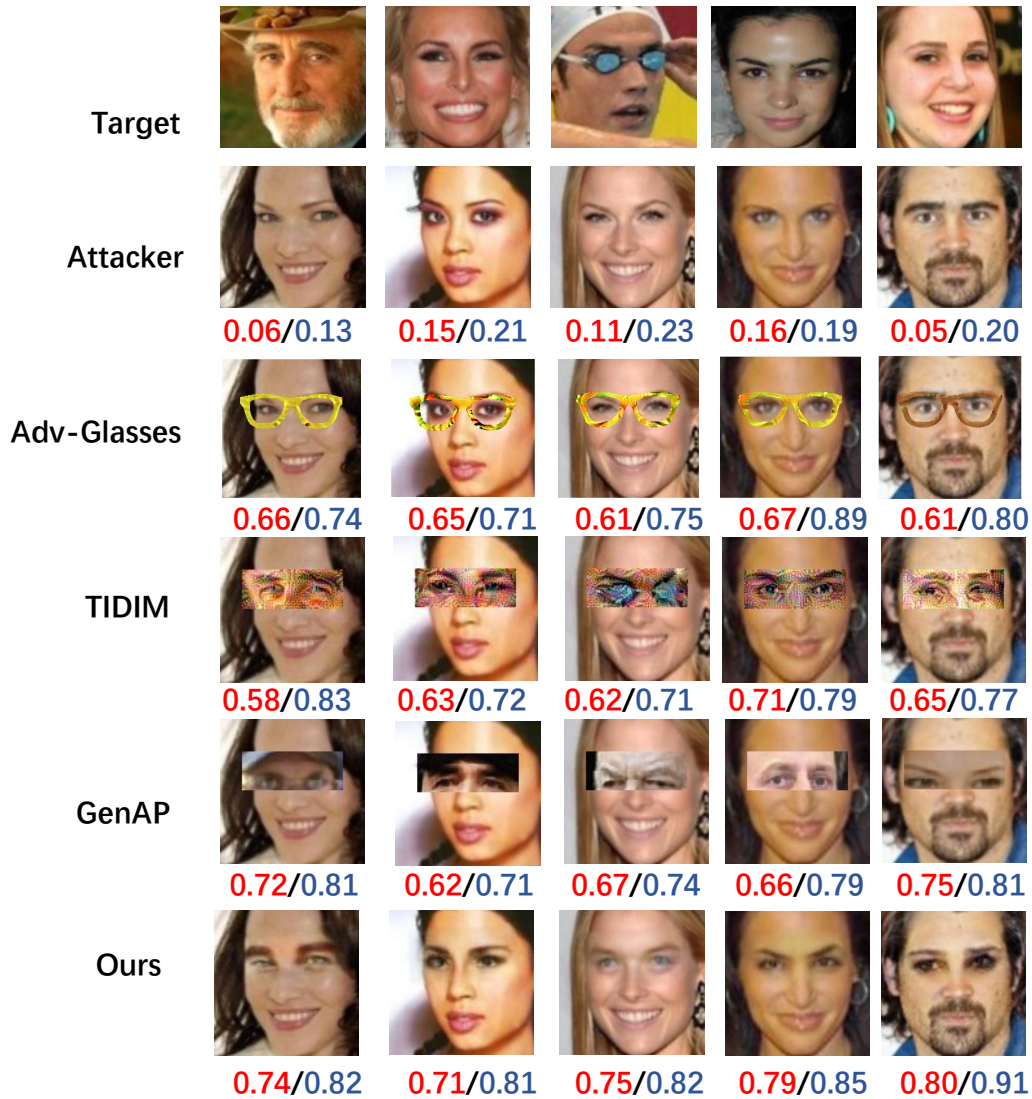 Target
Attacker
0.06/0.13 0.15/0.21 0.11/0.23 0.16/0.19 0.05/0.20
Adv-Glasses
0.66/0.74 0.65/0.71 0.61/0.75 0.67/0.89 0.61/0.80
TIDIM
0.58/0.83 0.63/0.72 0.62/0.71 0.71/0.79 0.65/0.77
GenAP
0.72/0.81 0.62/0.71 0.67/0.74 0.66/0.79 0.75/0.81
Ours
0.74/0.82 0.71/0.81 0.75/0.82 0.79/0.85 0.80/0.91